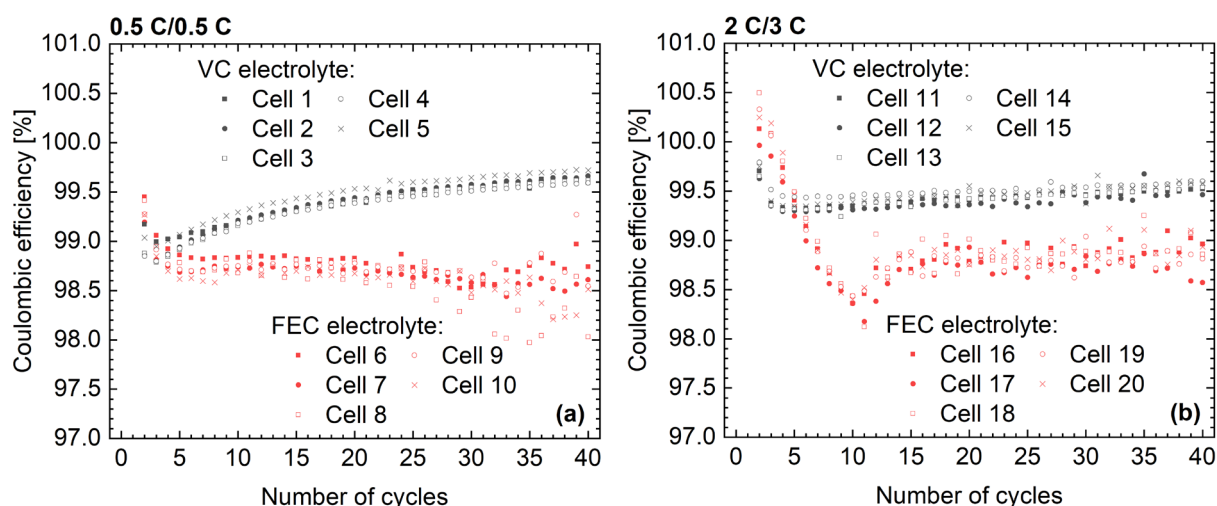 0.5 C/0.5 C
101.0
100.5
100.0
99.5
99.0
98.5
98.0
97.5
97.0
Coulombic efficiency [%]
VC electrolyte:
Cell 1
Cell 4
Cell 2
Cell 5
Cell 3
FEC electrolyte:
Cell 6
Cell 9
Cell 7
Cell 10
Cell 8
(a)
0 5 10 15 20 25 30 35 40
Number of cycles
2 C/3 C
101.0
100.5
100.0
99.5
99.0
98.5
98.0
97.5
97.0
Coulombic efficiency [%]
VC electrolyte:
Cell 11
Cell 14
Cell 12
Cell 15
Cell 13
FEC electrolyte:
Cell 16
Cell 19
Cell 17
Cell 20
Cell 18
(b)
0 5 10 15 20 25 30 35 40
Number of cycles